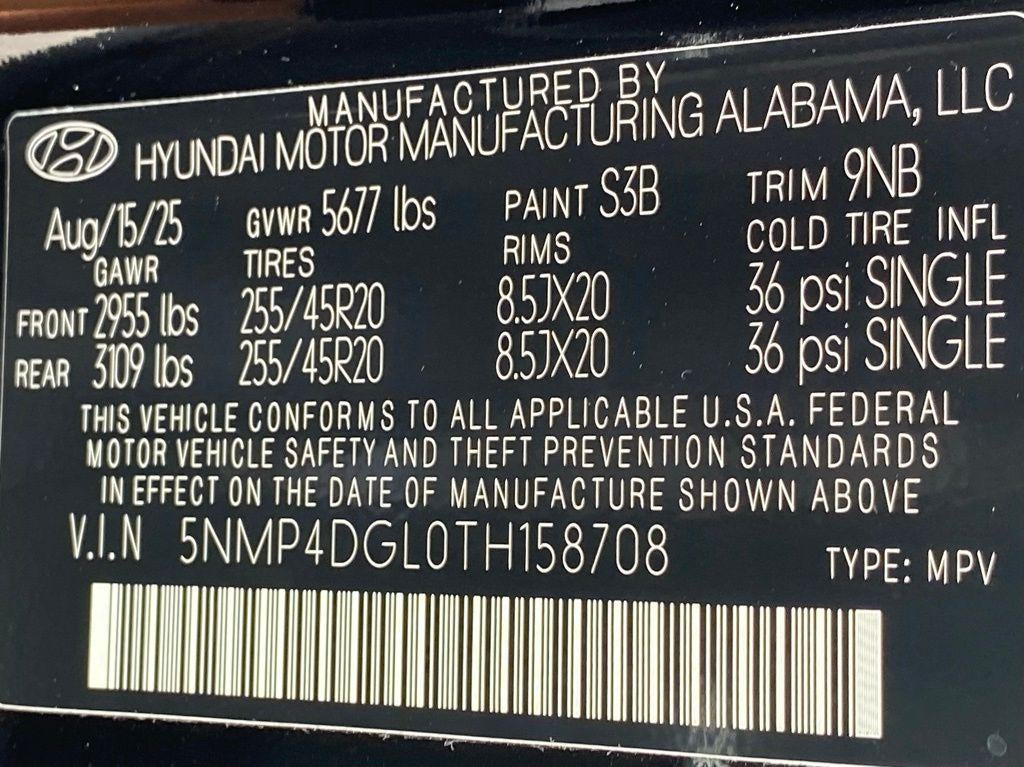 MANUFACTURED BY
HYUNDAI MOTOR MANUFACTURING ALABAMA, LLC
Aug/15/25 GVWR 5677 lbs PAINT S3B TRIM 9NB
GAWR TIRES RIMS COLD TIRE INFL
FRONT 2955 lbs 255/45R20 8.5JX20 36 psi SINGLE
REAR 3109 lbs 255/45R20 8.5JX20 36 psi SINGLE
THIS VEHICLE CONFORMS TO ALL APPLICABLE U.S.A. FEDERAL
MOTOR VEHICLE SAFETY AND THEFT PREVENTION STANDARDS
IN EFFECT ON THE DATE OF MANUFACTURE SHOWN ABOVE
V.I.N 5NMP4DGL0TH158708 TYPE: MPV